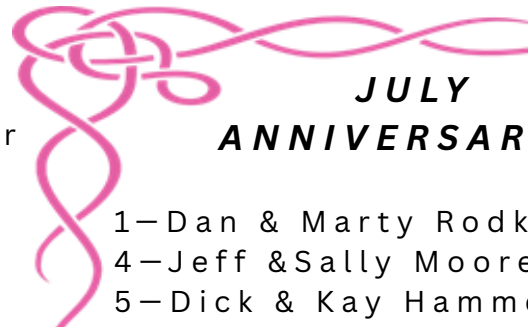 JULY
r ANNIVERSAR
1—Dan & Marty Rodk
4—Jeff &Sally Moore
5—Dick & Kay Hamm